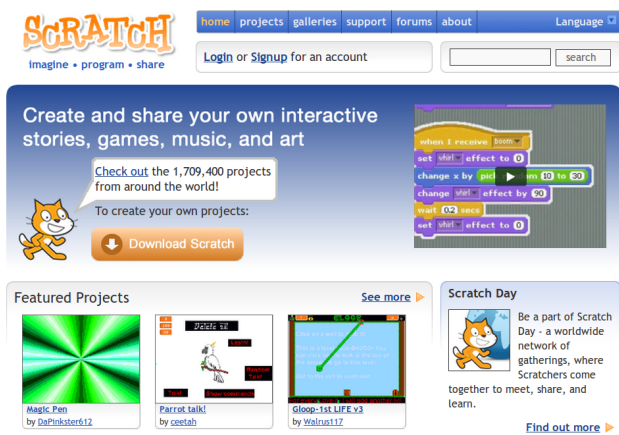 SCRATCH
imagine • program • share
home projects galleries support forums about Language
Login or Signup for an account
search
Create and share your own interactive
stories, games, music, and art
Check out the 1,709,400 projects
from around the world!
To create your own projects:
Download Scratch
when I receive boom
set whirl effect to 0
change x by pick random 10 to 30
change whirl effect by 90
wait 0.2 secs
set whirl effect to 0
Featured Projects
See more
Magic Pen
by DaPinkster612
Parrot talk!
by ceetah
Gloop-1st LIFE v3
by Walrus117
Scratch Day
Be a part of Scratch
Day - a worldwide
network of
gatherings, where
Scratchers come
together to meet, share, and
learn.
Find out more